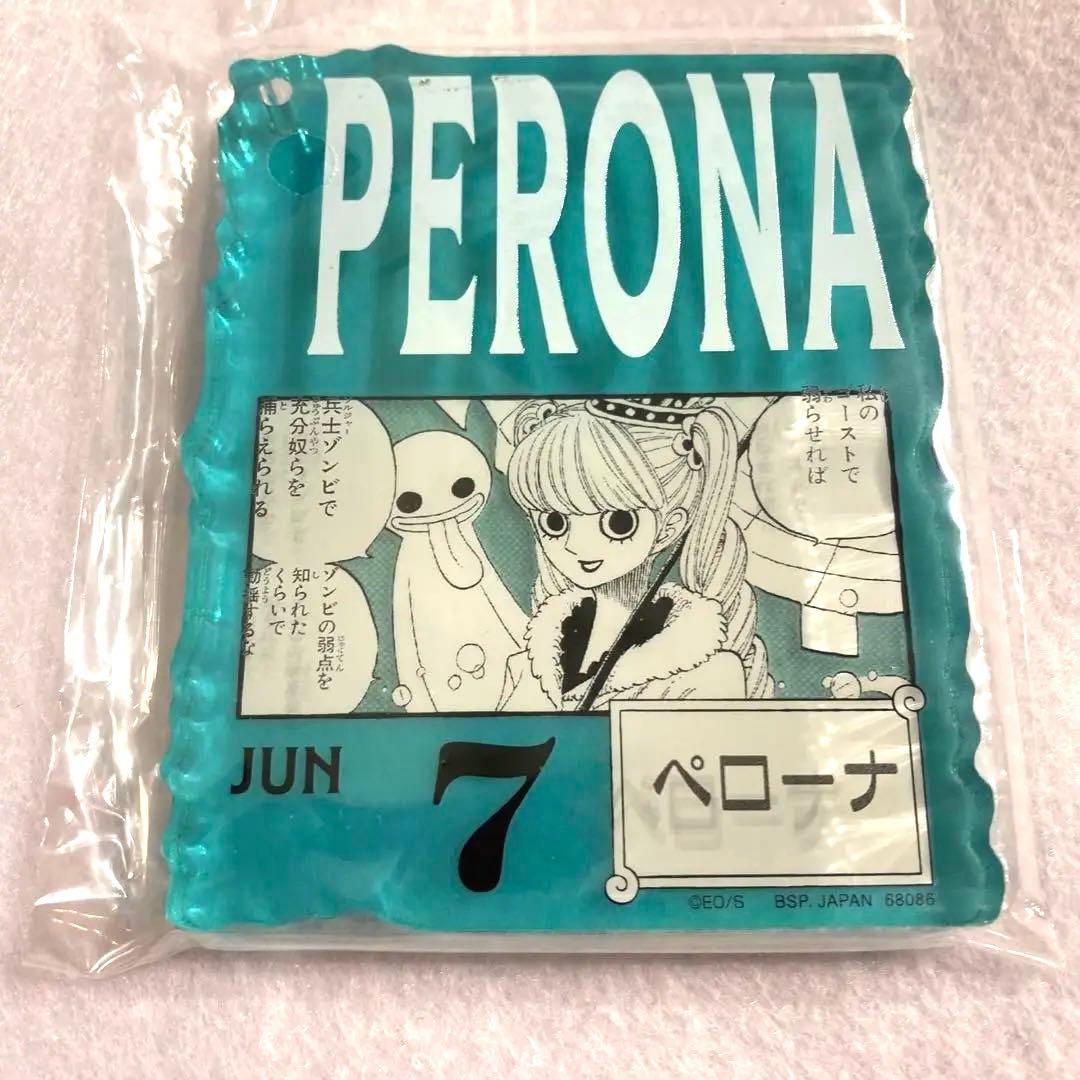 PERONA
私の
ゴーストで
弱らせれば
兵士ゾンビで
充分奴らを
捕らえられる
ゾンビの弱点を
知られた
くらいで
動揺するな
JUN 7
ペローナ
©EO/S BSP. JAPAN 68086